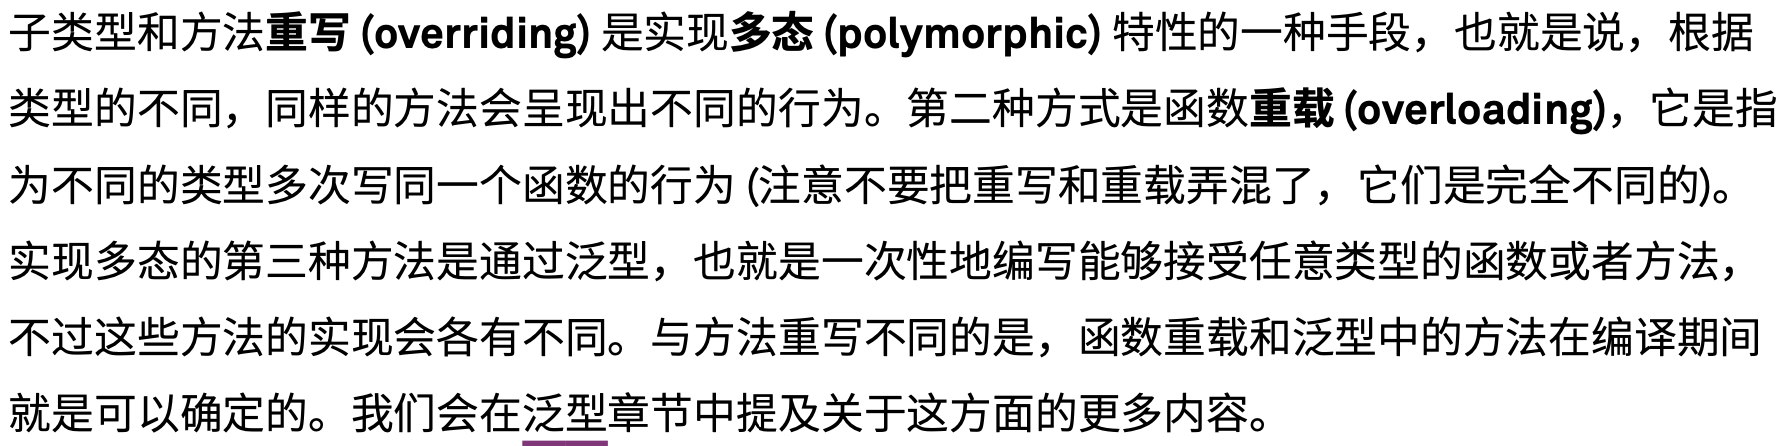 子类型和方法重写 (overriding) 是实现多态 (polymorphic) 特性的一种手段，也就是说，根据
类型的不同，同样的方法会呈现出不同的行为。第二种方式是函数重载 (overloading)，它是指
为不同的类型多次写同一个函数的行为 (注意不要把重写和重载弄混了，它们是完全不同的)。
实现多态的第三种方法是通过泛型，也就是一次性地编写能够接受任意类型的函数或者方法，
不过这些方法的实现会各有不同。与方法重写不同的是，函数重载和泛型中的方法在编译期间
就是可以确定的。我们会在泛型章节中提及关于这方面的更多内容。